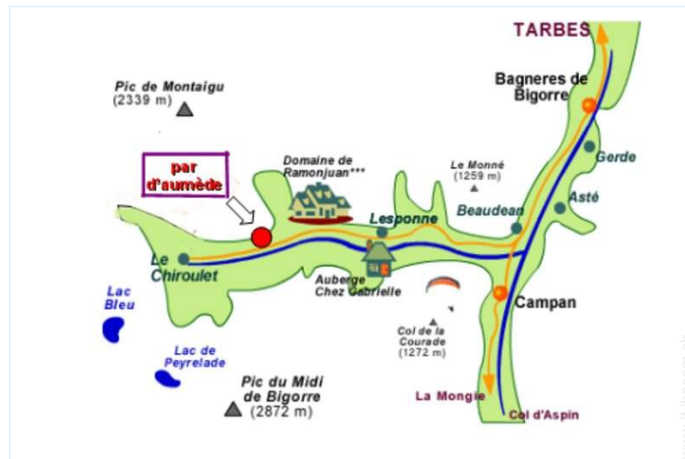 TARBES
Pic de Montaigu
(2339 m)
Bagneres de
Bigorre
par
d'aumède
Domaine de
Ramonjuan***
Le Monné
(1259 m)
Gerde
Asté
Beaudean
Lesponne
Le
Chiroulet
Auberge
Chez Gabrielle
Campan
Lac
Bleu
Col de la
Courade
(1272 m)
Lac de
Peyrelade
Pic du Midi
de Bigorre
(2872 m)
La Mongie
Col d'Aspin